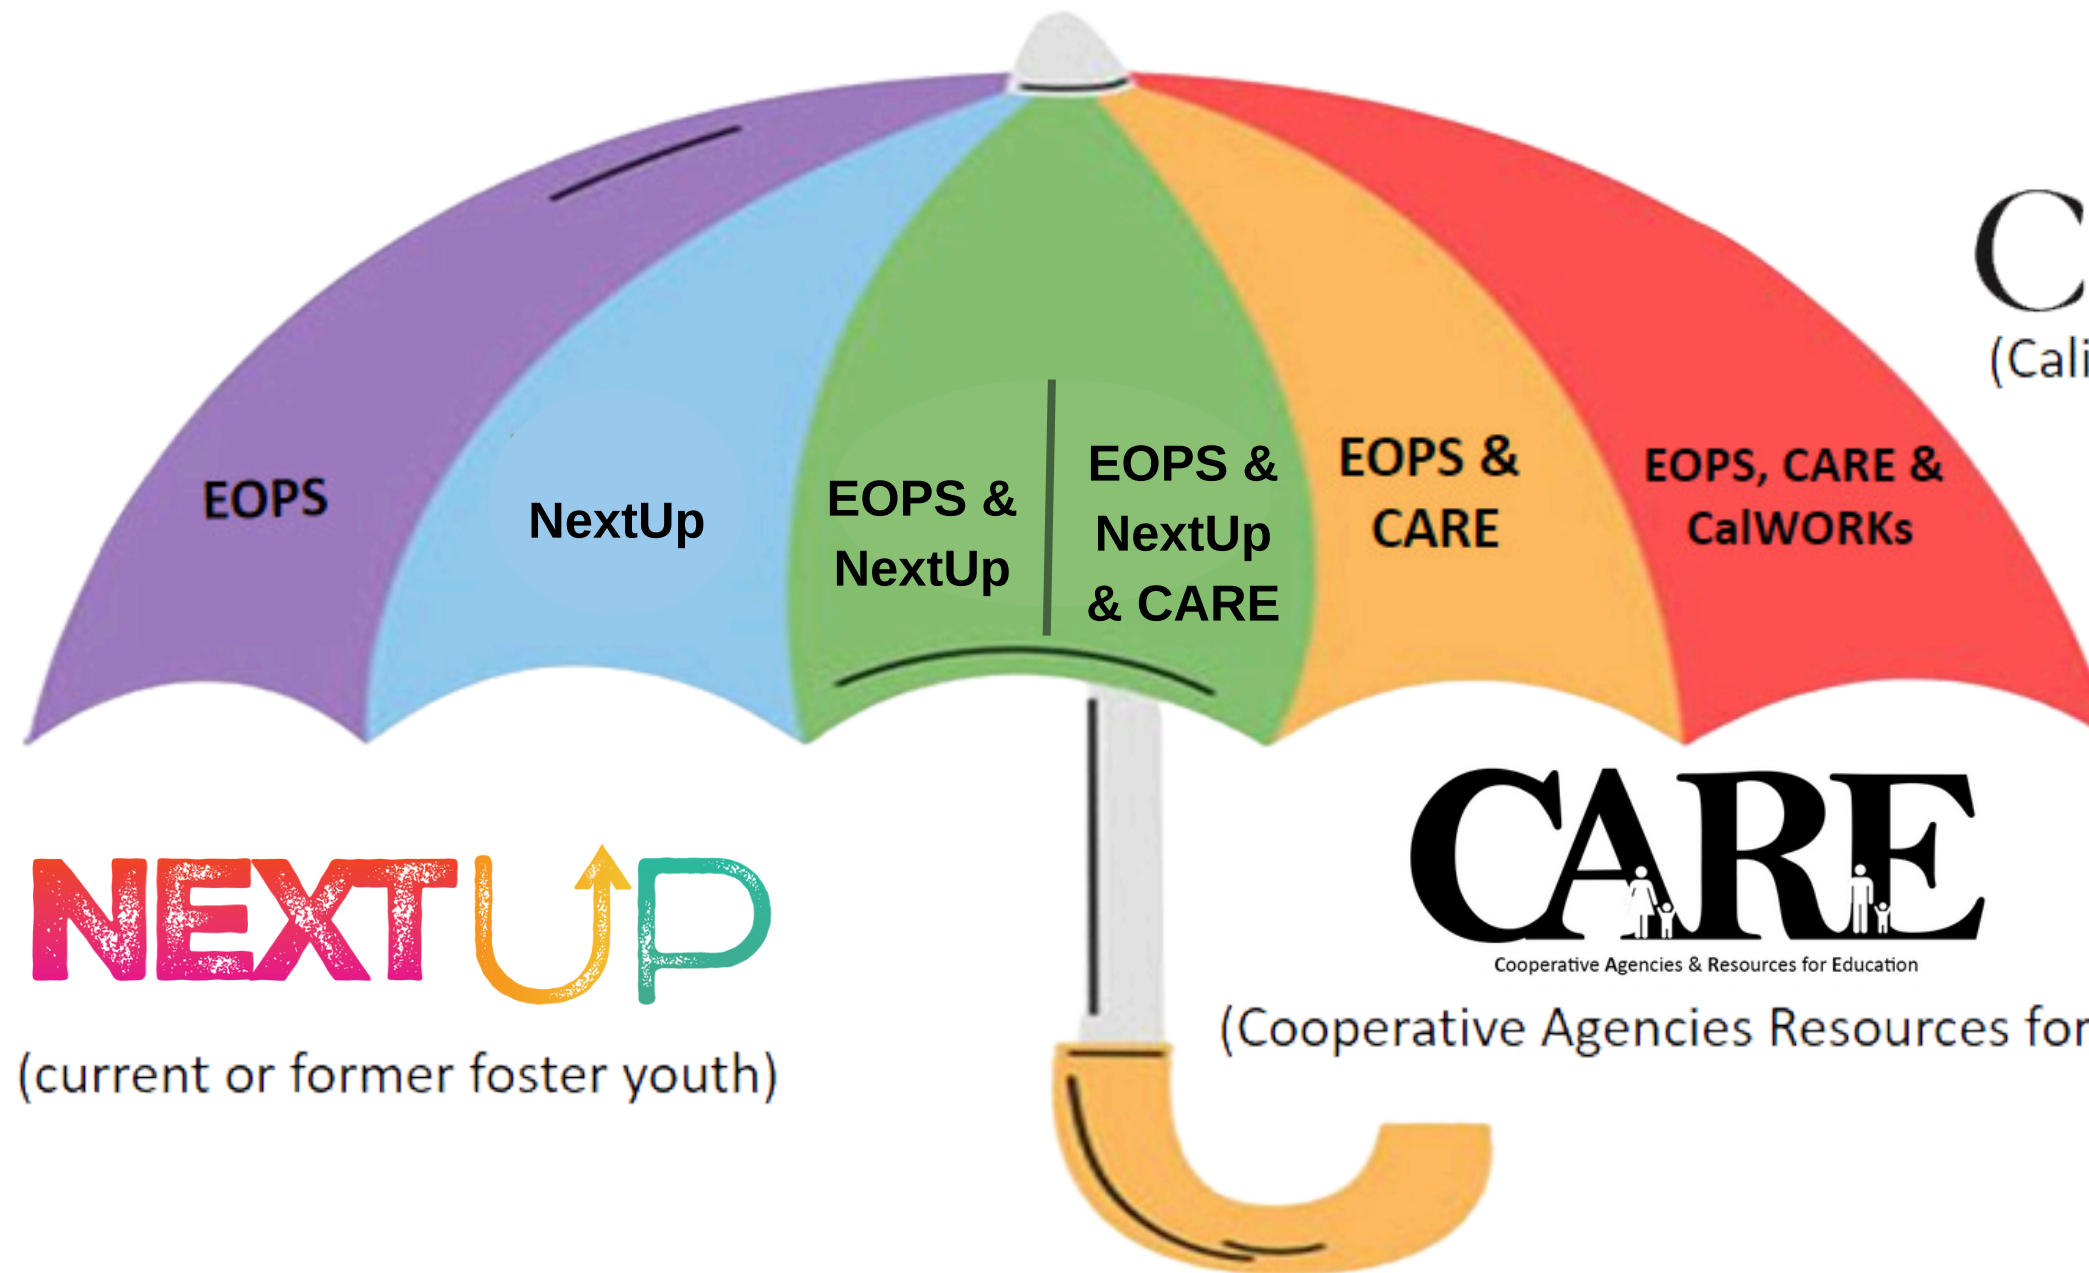 C
(Cali
EOPS
NextUp
EOPS &
NextUp
EOPS &
NextUp
& CARE
EOPS &
CARE
EOPS, CARE &
CalWORKs
NEXTUP
(current or former foster youth)
CARE
Cooperative Agencies & Resources for Education
(Cooperative Agencies Resources for